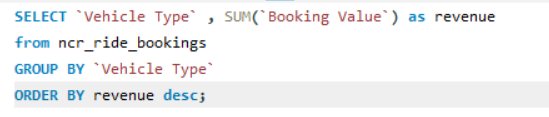 SELECT `Vehicle Type` , SUM(`Booking Value`) as revenue
from ncr_ride_bookings
GROUP BY `Vehicle Type`
ORDER BY revenue desc;